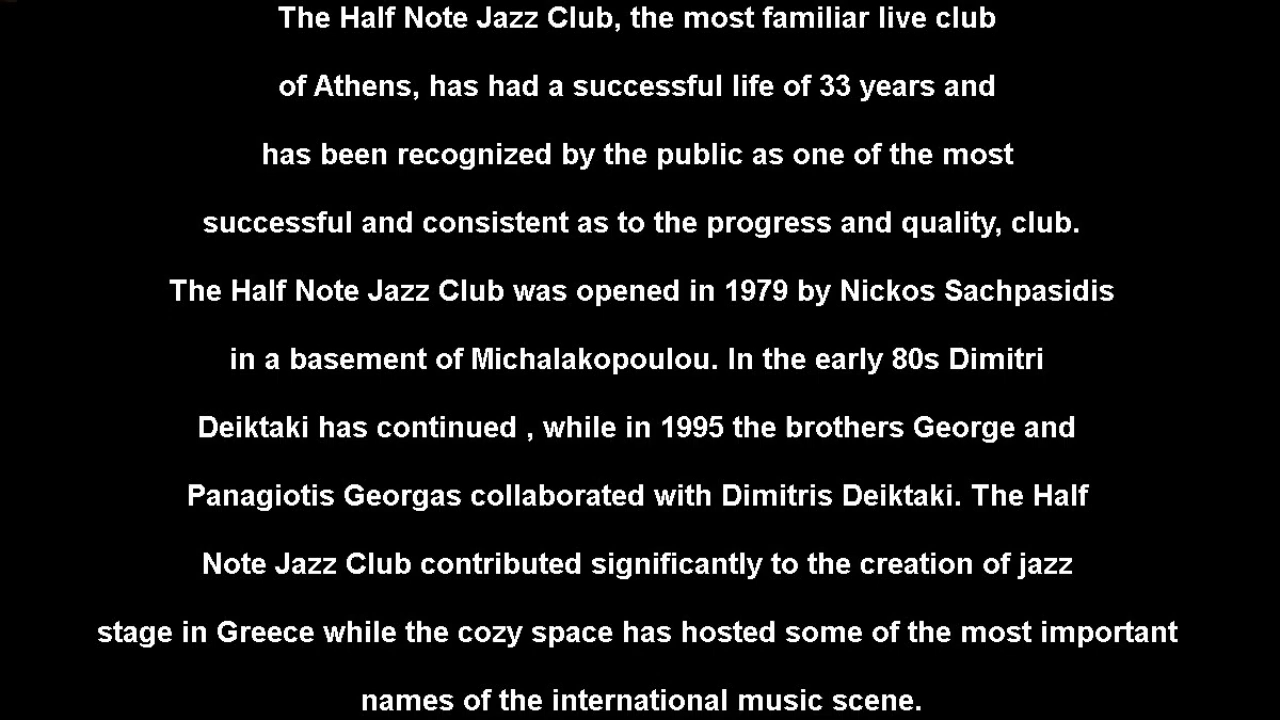 The Half Note Jazz Club, the most familiar live club
of Athens, has had a successful life of 33 years and
has been recognized by the public as one of the most
successful and consistent as to the progress and quality, club.
The Half Note Jazz Club was opened in 1979 by Nickos Sachpasidis
in a basement of Michalakopoulou. In the early 80s Dimitri
Deiktaki has continued , while in 1995 the brothers George and
Panagiotis Georgas collaborated with Dimitris Deiktaki. The Half
Note Jazz Club contributed significantly to the creation of jazz
stage in Greece while the cozy space has hosted some of the most important
names of the international music scene.